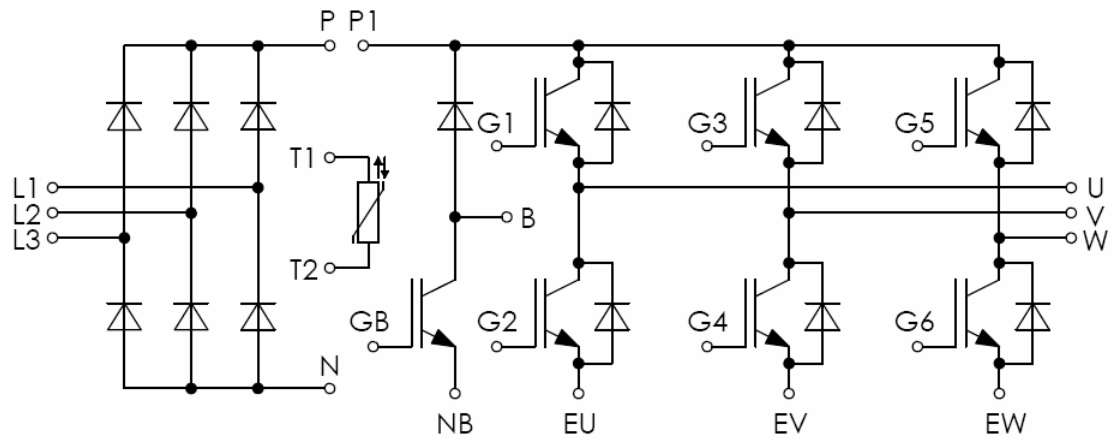 P P1
G1 G3 G5
T1
L1 U
L2 B V
L3 W
T2
GB G2 G4 G6
N
NB EU EV EW